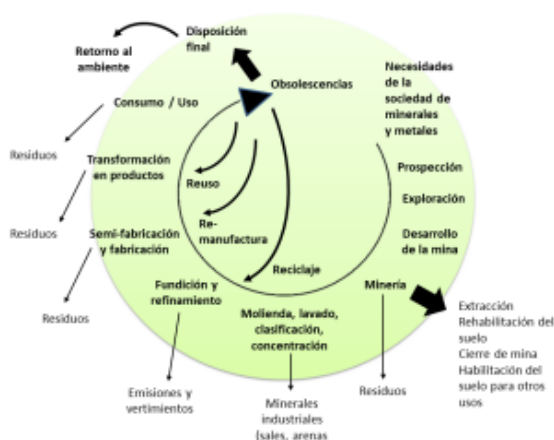 Disposición
final
Retorno al
ambiente
Obsolescencias
Necesidades
de la
sociedad de
minerales
y metales
Consumo / Uso
Residuos
Transformación
en productos
Reuso
Prospección
Exploración
Residuos
Semi-fabricación
y fabricación
Re-
manufactura
Desarrollo
de la mina
Reciclaje
Fundición y
refinamiento
Minería
Residuos
Molienda, lavado,
clasificación,
concentración
Extracción
Rehabilitación del
suelo
Cierre de mina
Habilitación del
suelo para otros
usos
Emisiones y
vertimientos
Residuos
Minerales
industriales
(sales, arenas